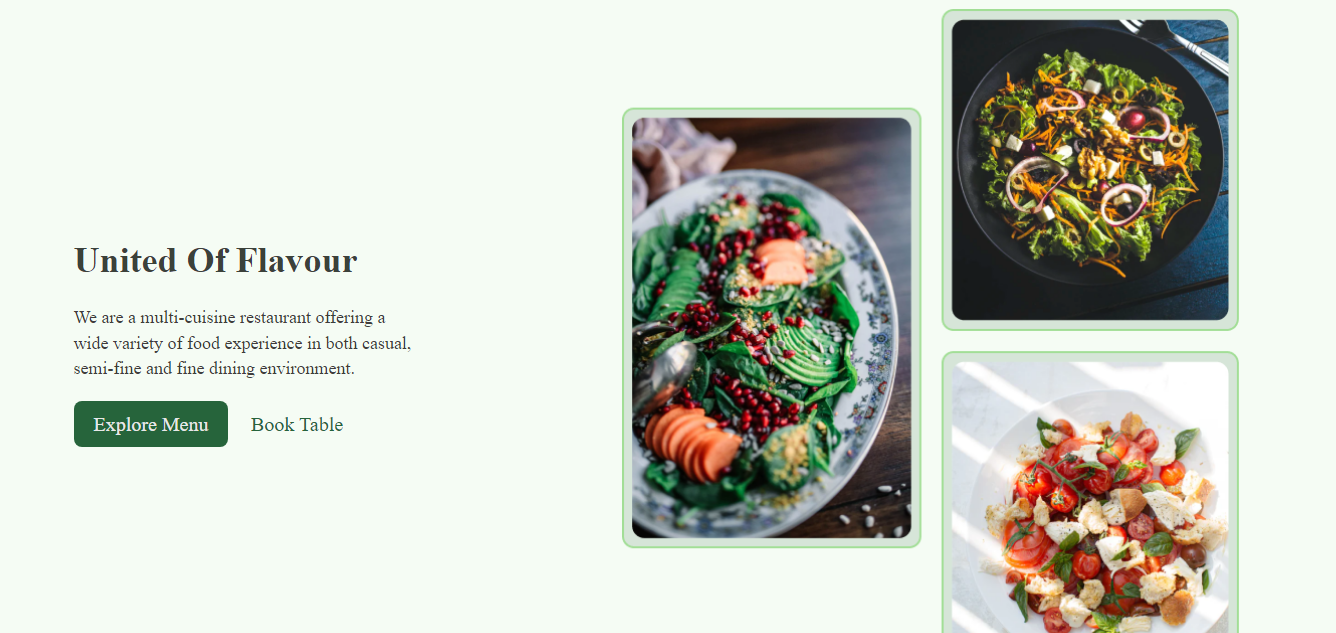 United Of Flavour
We are a multi-cuisine restaurant offering a
wide variety of food experience in both casual,
semi-fine and fine dining environment.
Explore Menu
Book Table